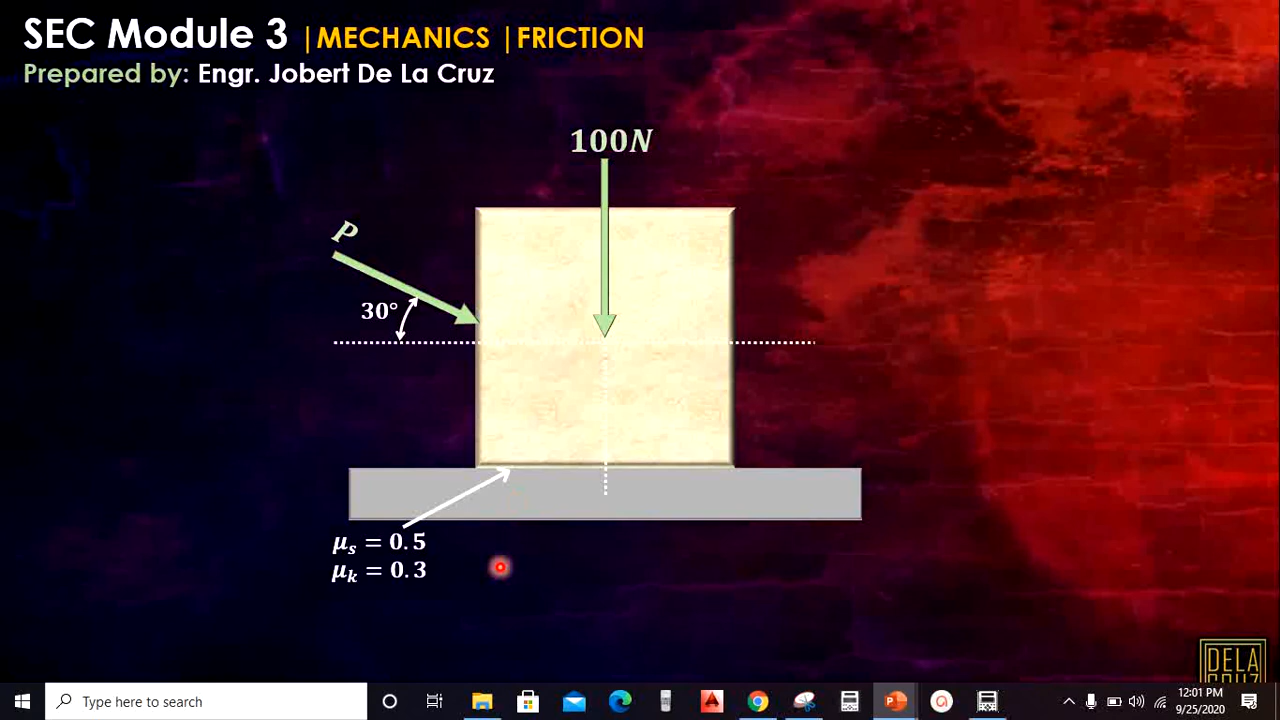 SEC Module 3 |MECHANICS |FRICTION
Prepared by: Engr. Jobert De La Cruz
100N
P
30°
μs = 0.5
μk = 0.3
DELA
CRUZ
Type here to search
12:01 PM
9/25/2020